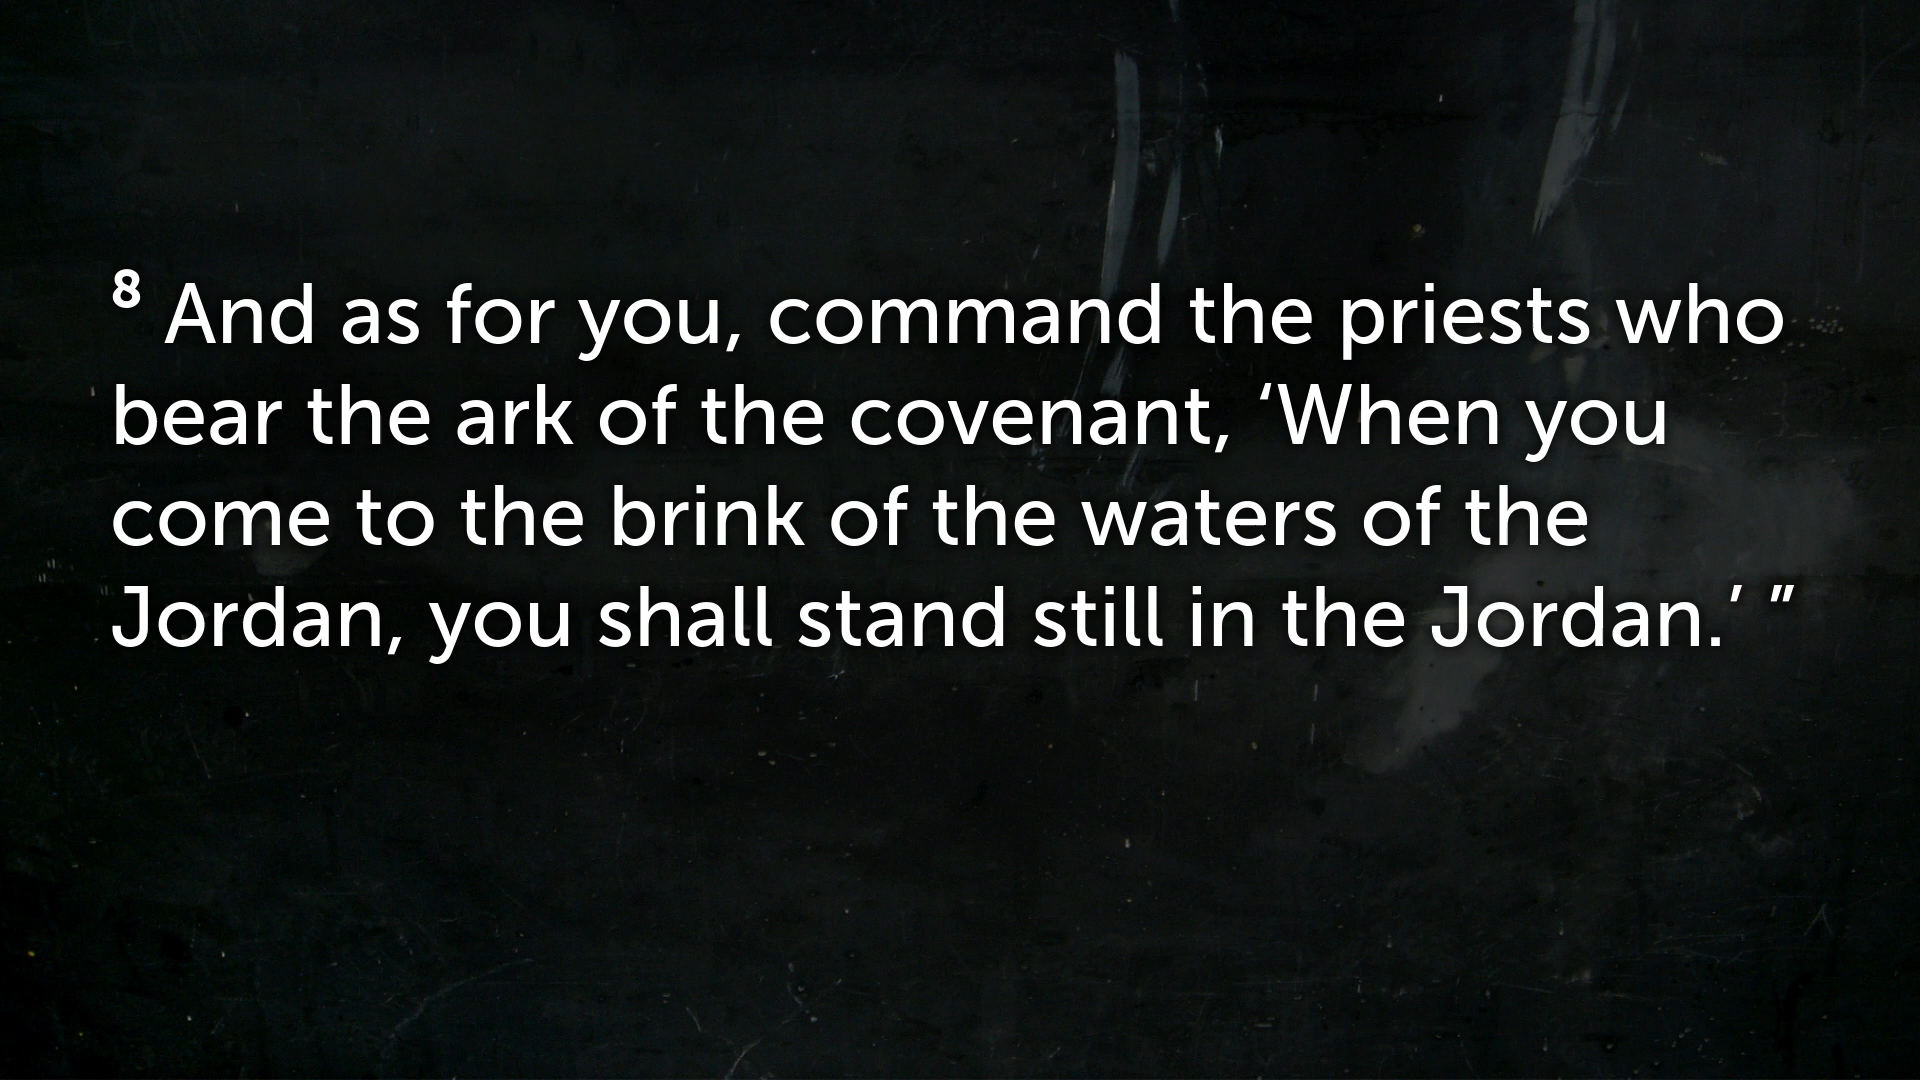 ⁸ And as for you, command the priests who
bear the ark of the covenant, ‘When you
come to the brink of the waters of the
Jordan, you shall stand still in the Jordan.’ ”